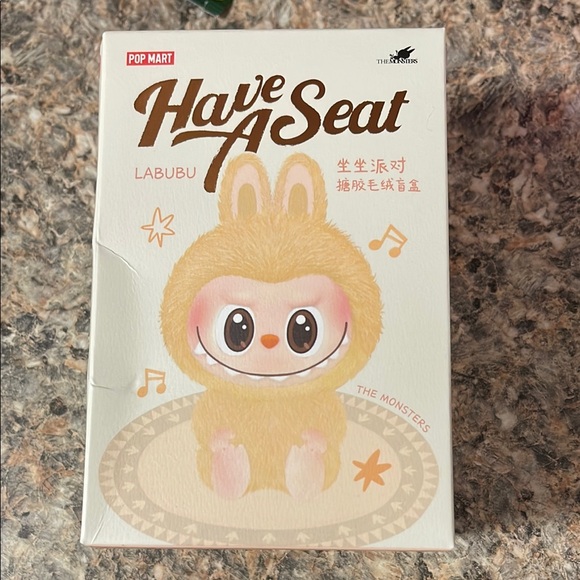 POP MART
THE MONSTERS
Have A Seat
LABUBU
坐坐派对
搪胶毛绒盲盒
THE MONSTERS